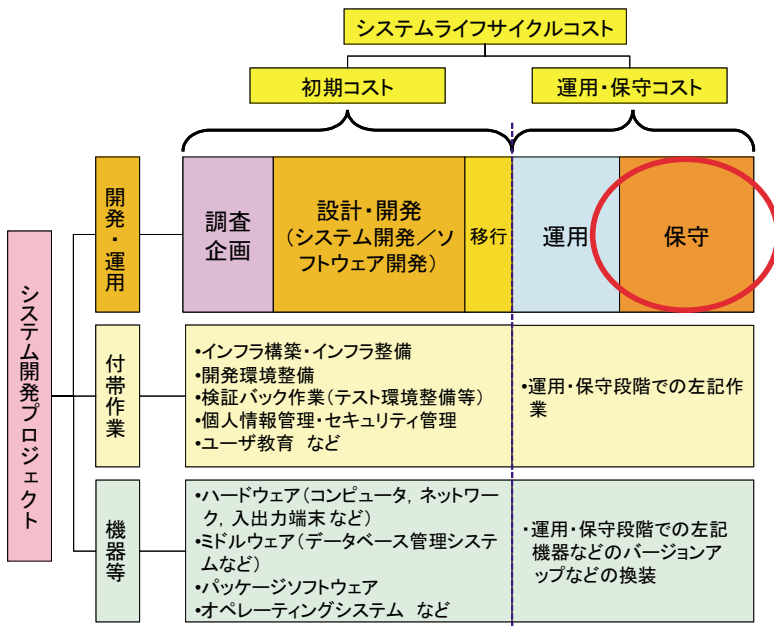 システムライフサイクルコスト
初期コスト
運用・保守コスト
システム開発プロジェクト
開発・運用
調査
企画
設計・開発
(システム開発／ソ
フトウェア開発)
移行
運用
保守
付帯作業
•インフラ構築・インフラ整備
•開発環境整備
•検証バック作業(テスト環境整備等)
•個人情報管理・セキュリティ管理
•ユーザ教育 など
•運用・保守段階での左記作
業
機器等
•ハードウェア(コンピュータ, ネットワー
ク, 入出力端末 など)
•ミドルウェア(データベース管理システ
ムなど)
•パッケージソフトウェア
•オペレーティングシステム など
・運用・保守段階での左記
機器などのバージョンアッ
プなどの換装